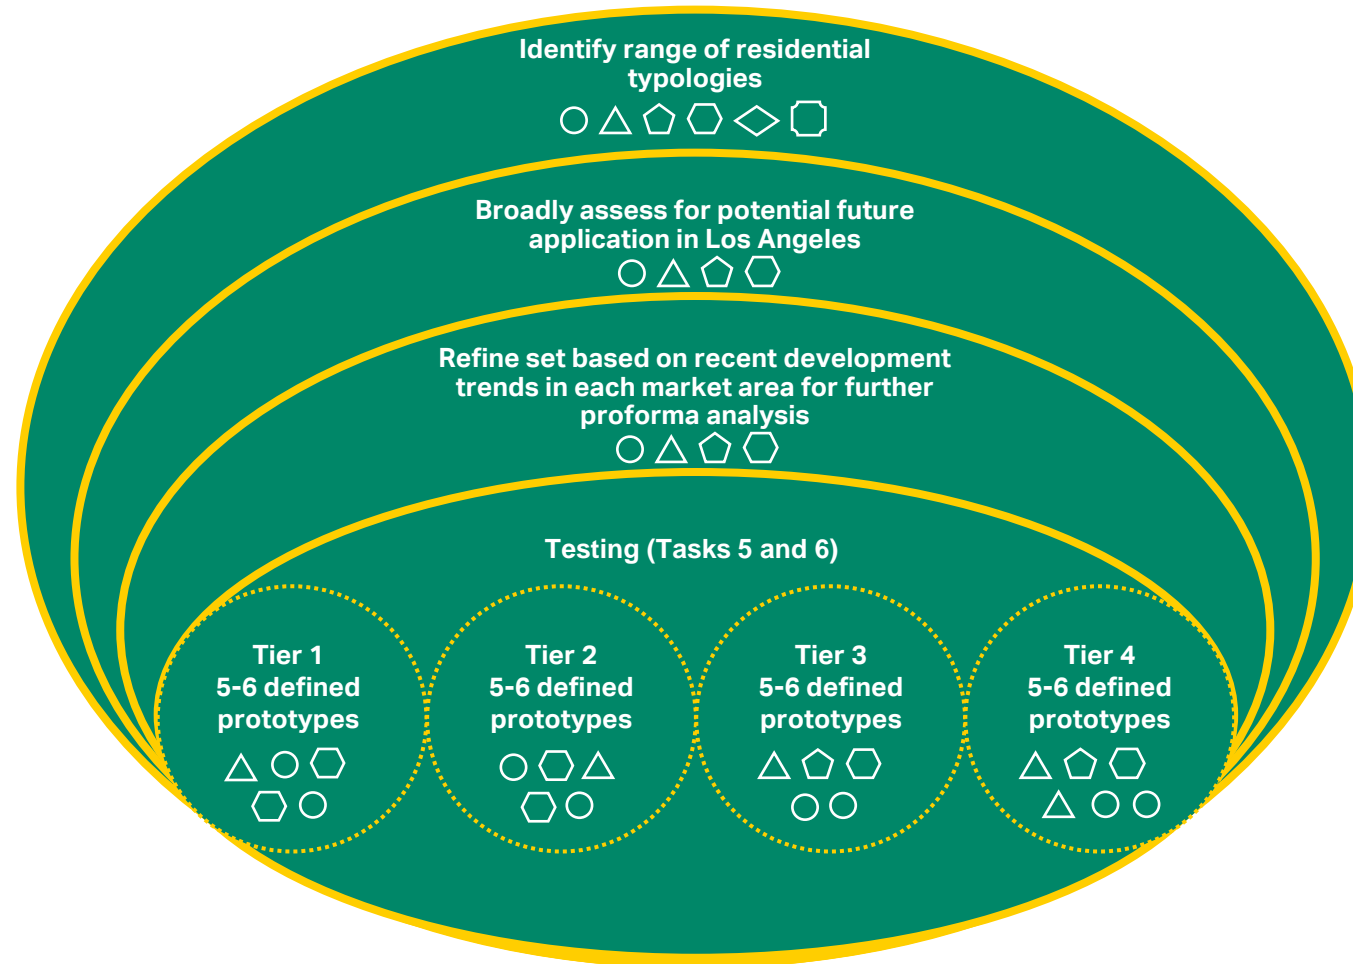 Identify range of residential
typologies
Broadly assess for potential future
application in Los Angeles
Refine set based on recent development
trends in each market area for further
proforma analysis
Testing (Tasks 5 and 6)
Tier 1
5-6 defined
prototypes
Tier 2
5-6 defined
prototypes
Tier 3
5-6 defined
prototypes
Tier 4
5-6 defined
prototypes